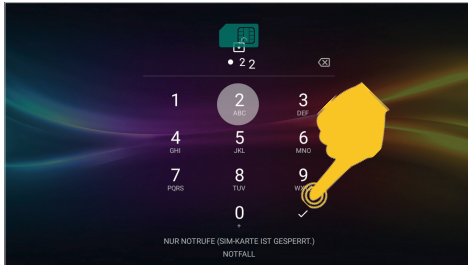 • 2 2
1 2 3
ABC DEF
4 5 6
GHI JKL MNO
7 8 9
PQRS TUV
0
+
NUR NOTRUFE (SIM-KARTE IST GESPERRT.)
NOTFALL